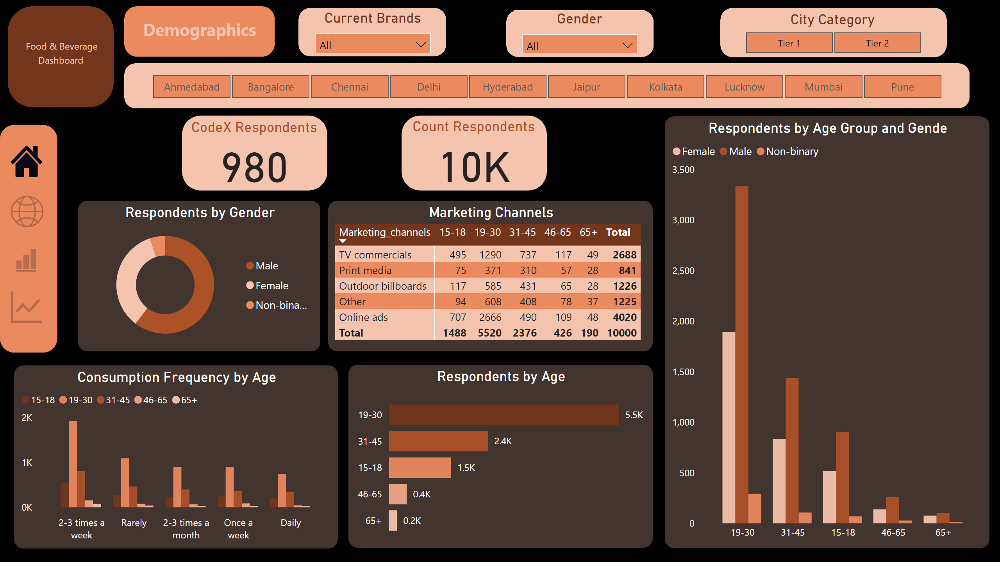 Food & Beverage
Dashboard
Demographics
Current Brands
All
Gender
All
City Category
Tier 1
Tier 2
Ahmedabad
Bangalore
Chennai
Delhi
Hyderabad
Jaipur
Kolkata
Lucknow
Mumbai
Pune
CodeX Respondents
980
Count Respondents
10K
Respondents by Gender
Male
Female
Non-bina...
Marketing Channels
Marketing_channels 15-18 19-30 31-45 46-65 65+ Total
TV commercials 495 1290 737 117 49 2688
Print media 75 371 310 57 28 841
Outdoor billboards 117 585 431 65 28 1226
Other 94 608 408 78 37 1225
Online ads 707 2666 490 109 48 4020
Total 1488 5520 2376 426 190 10000
Respondents by Age Group and Gende
Female Male Non-binary
3,500
3,000
2,500
2,000
1,500
1,000
500
0
19-30 31-45 15-18 46-65 65+
Consumption Frequency by Age
15-18 19-30 31-45 46-65 65+
2K
1K
0K
2-3 times a
week
Rarely
2-3 times a
month
Once a
week
Daily
Respondents by Age
19-30 5.5K
31-45 2.4K
15-18 1.5K
46-65 0.4K
65+ 0.2K